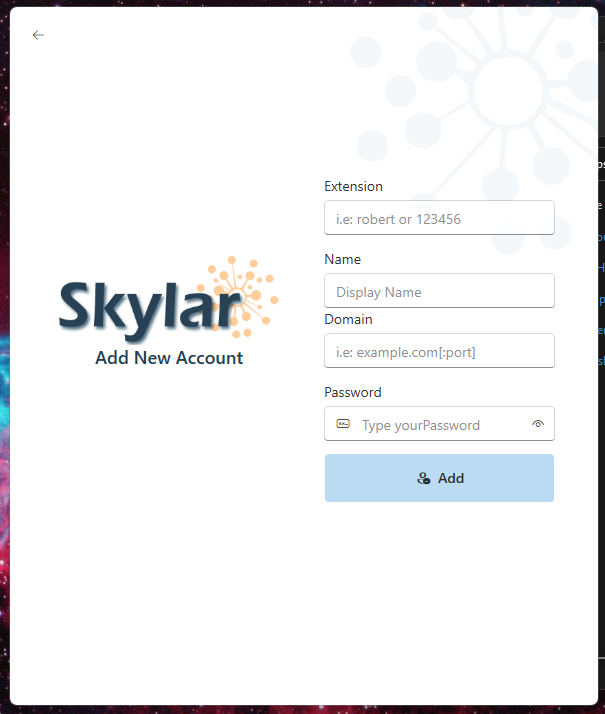 Extension
i.e: robert or 123456
Name
Display Name
Domain
i.e: example.com[:port]
Password
Type yourPassword
Add
Skylar
Add New Account